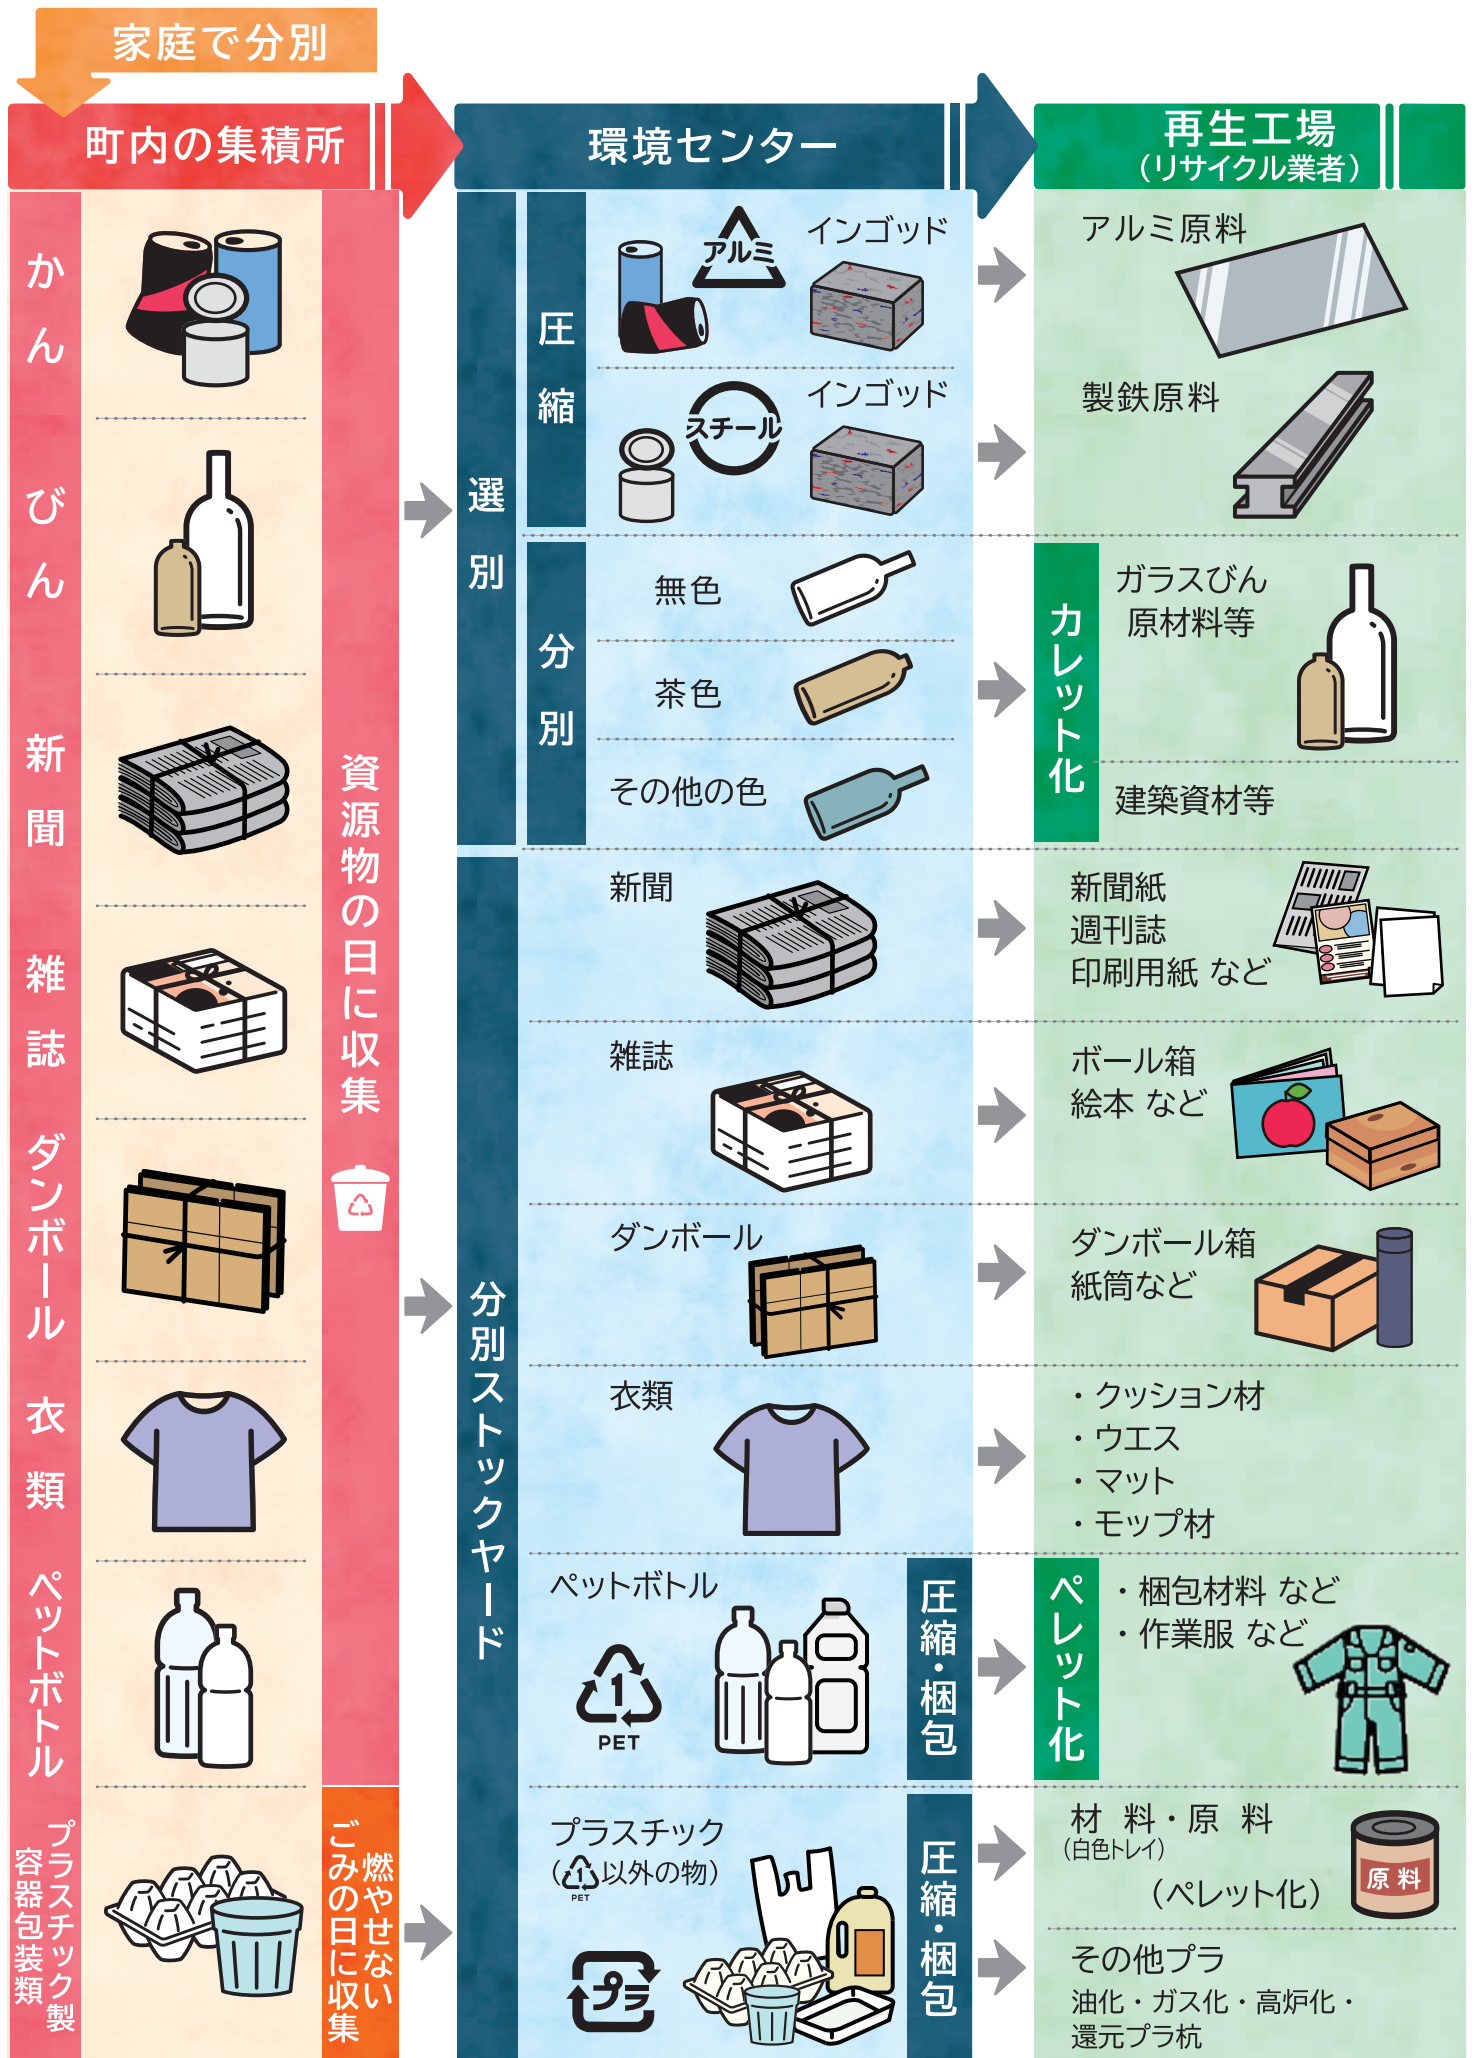 家庭で分別
町内の集積所
環境センター
再生工場
（リサイクル業者）
かん
びん
新聞
雑誌
ダンボール
衣類
ペットボトル
プラスチック製
容器包装類
資源物の日に収集
燃やせない
ごみの日に収集
選別
圧縮
アルミ
インゴッド
スチール
インゴッド
分別
無色
茶色
その他の色
分別ストックヤード
新聞
雑誌
ダンボール
衣類
ペットボトル
1
PET
圧縮・梱包
プラスチック
（1以外の物）
PET
プラ
圧縮・梱包
アルミ原料
製鉄原料
カレット化
ガラスびん
原材料等
建築資材等
新聞紙
週刊誌
印刷用紙 など
ボール箱
絵本 など
ダンボール箱
紙筒など
・クッション材
・ウエス
・マット
・モップ材
ペレット化
・梱包材料 など
・作業服 など
材料・原料
（白色トレイ）
（ペレット化）
原料
その他プラ
油化・ガス化・高炉化・
還元プラ杭